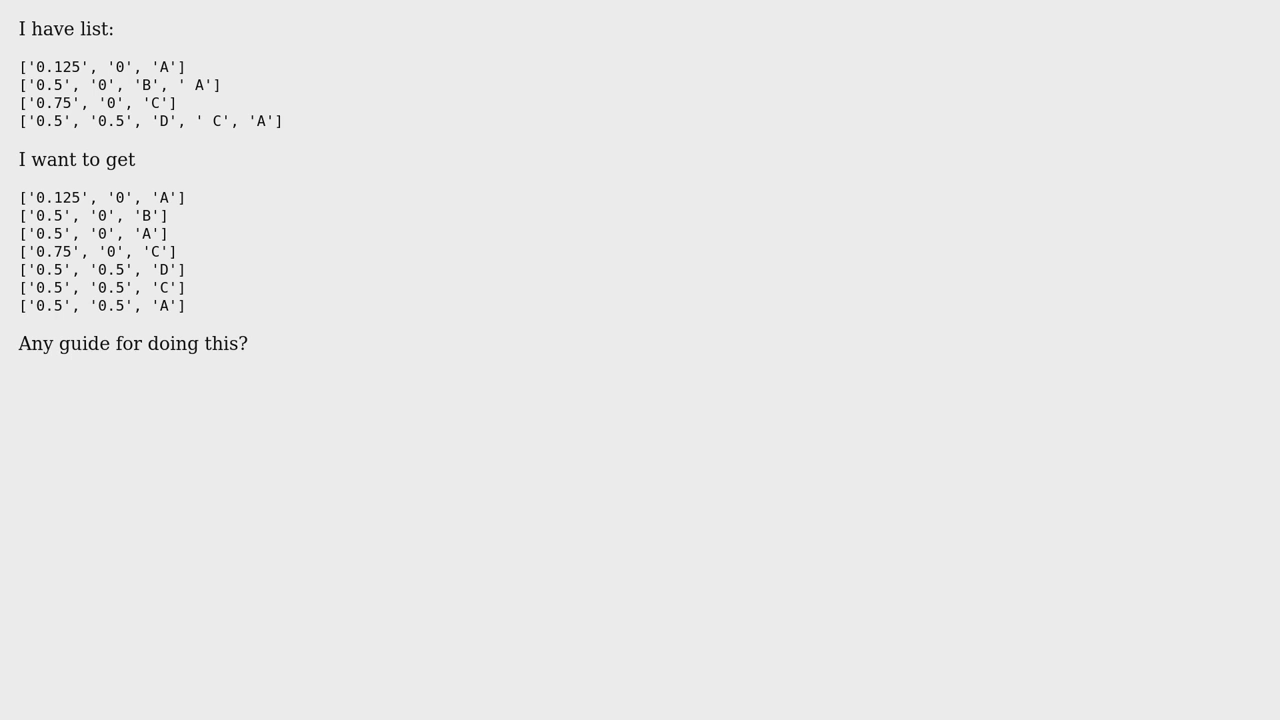 I have list:
['0.125', '0', 'A']
['0.5', '0', 'B', ' A']
['0.75', '0', 'C']
['0.5', '0.5', 'D', ' C', 'A']
I want to get
['0.125', '0', 'A']
['0.5', '0', 'B']
['0.5', '0', 'A']
['0.75', '0', 'C']
['0.5', '0.5', 'D']
['0.5', '0.5', 'C']
['0.5', '0.5', 'A']
Any guide for doing this?